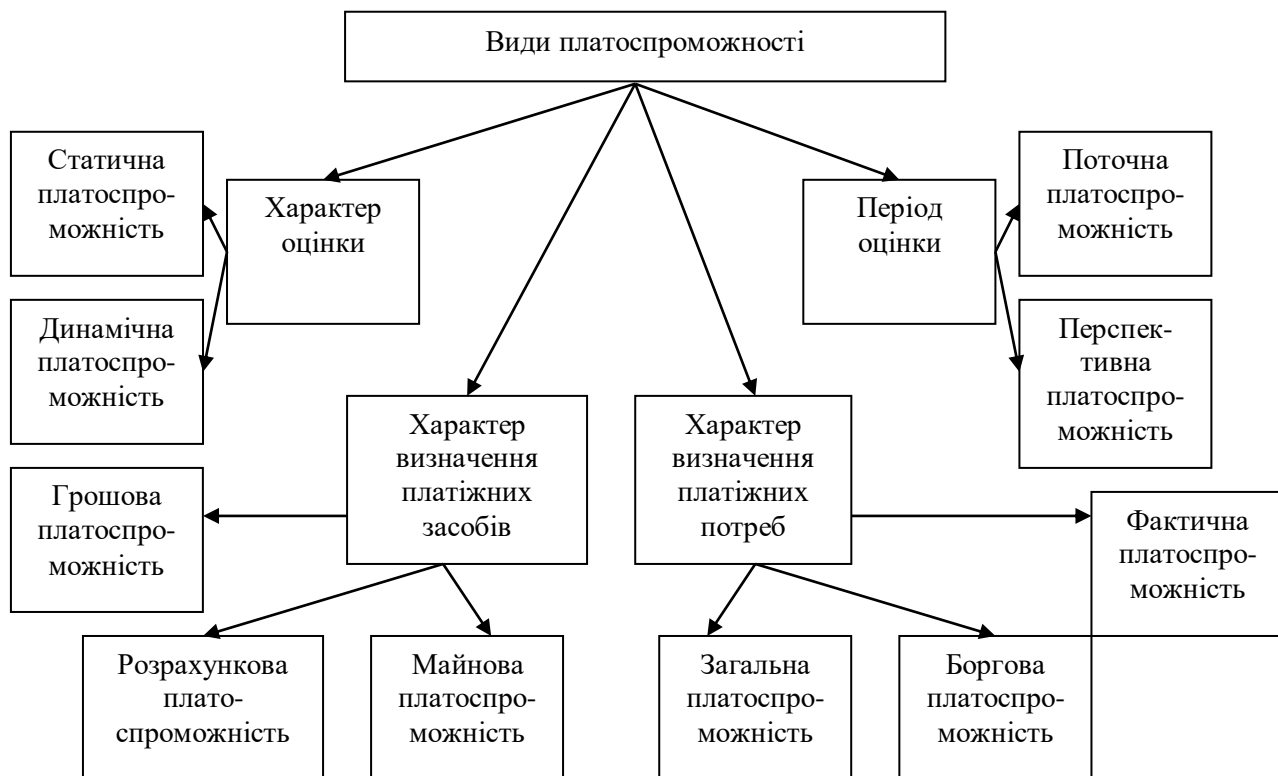 Види платоспроможності
Статична
платоспро-
можність
Характер
оцінки
Період
оцінки
Поточна
платоспро-
можність
Динамічна
платоспро-
можність
Перспек-
тивна
платоспро-
можність
Характер
визначення
платіжних
засобів
Характер
визначення
платіжних
потреб
Грошова
платоспро-
можність
Фактична
платоспро-
можність
Розрахункова
плато-
спроможність
Майнова
платоспро-
можність
Загальна
платоспро-
можність
Боргова
платоспро-
можність